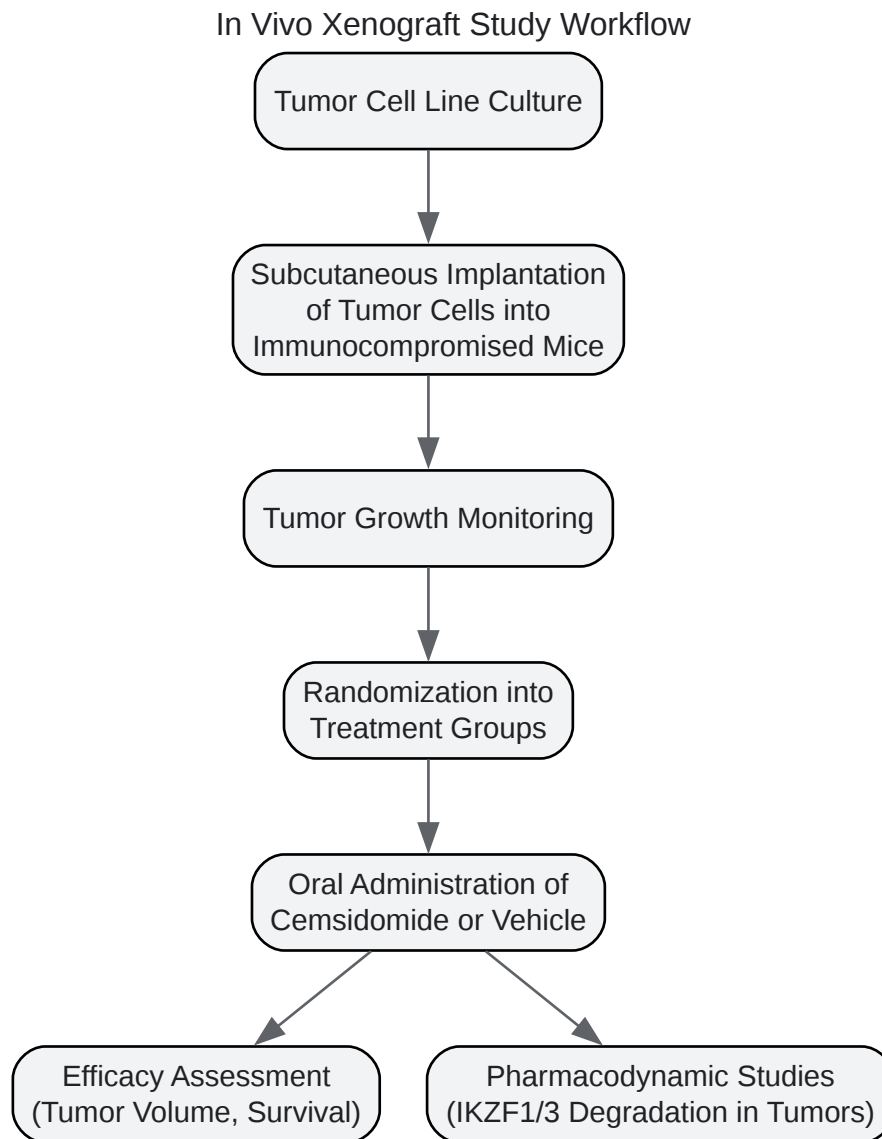 In Vivo Xenograft Study Workflow
Tumor Cell Line Culture
Subcutaneous Implantation
of Tumor Cells into
Immunocompromised Mice
Tumor Growth Monitoring
Randomization into
Treatment Groups
Oral Administration of
Cemsidomide or Vehicle
Efficacy Assessment
(Tumor Volume, Survival)
Pharmacodynamic Studies
(IKZF1/3 Degradation in Tumors)